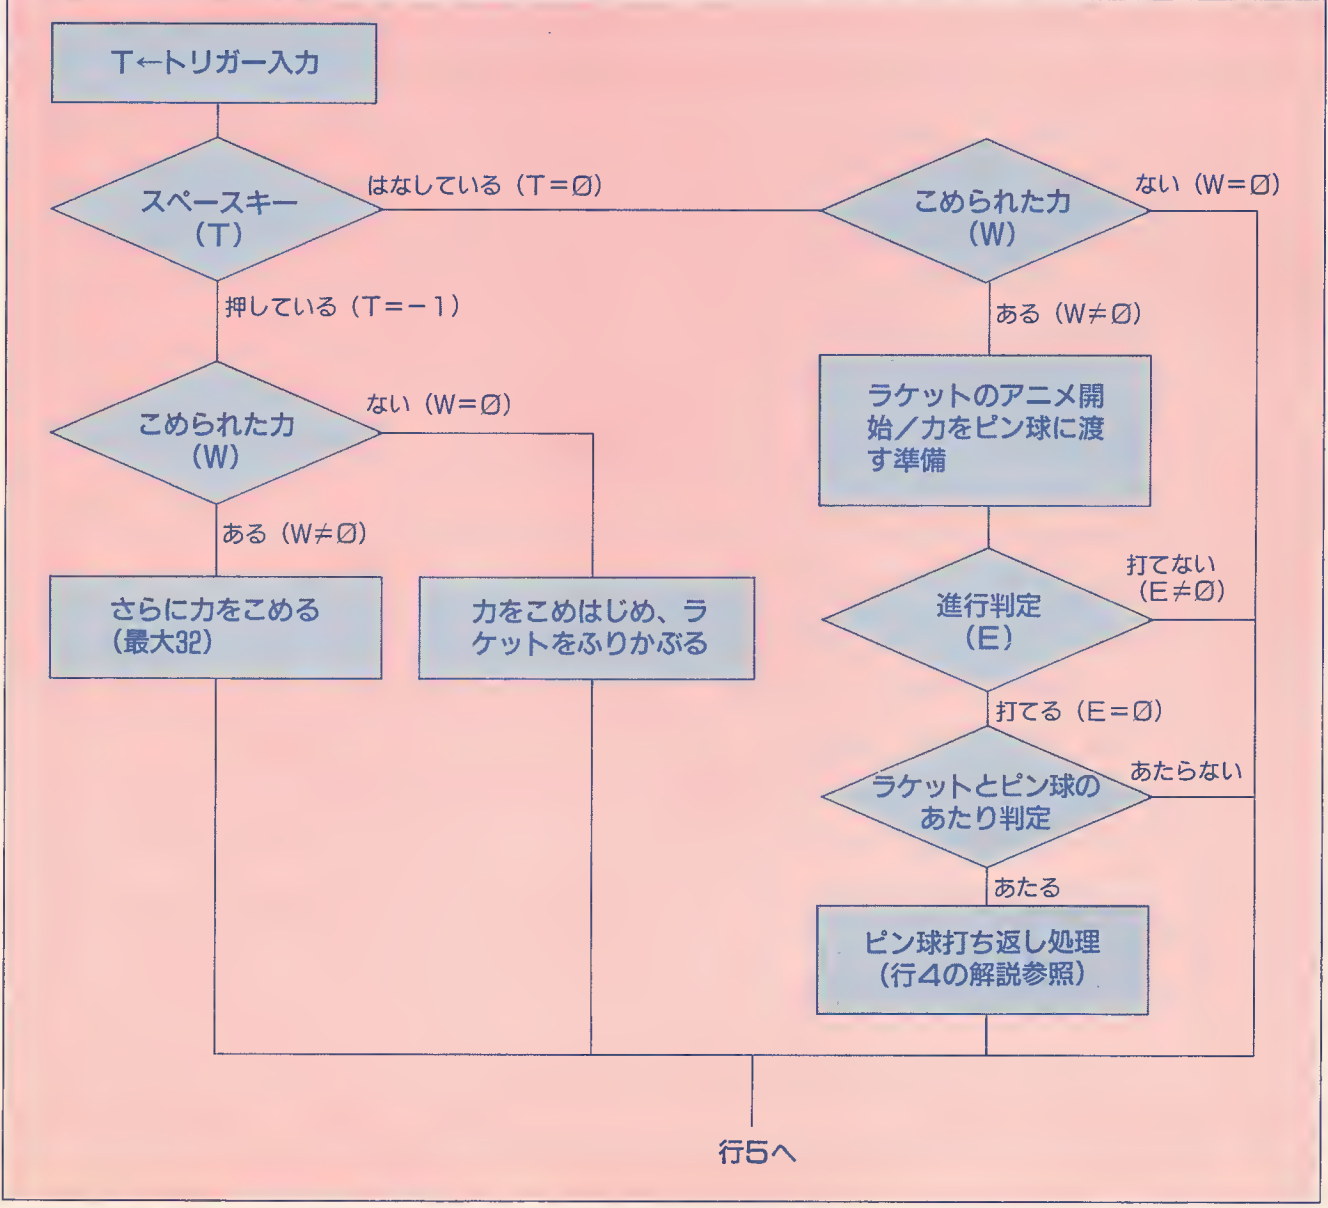 T←トリガー入力
スペースキー
(T)
はなしている(T=0)
押している(T=−1)
こめられた力
(W)
ない(W=0)
ある(W≠0)
さらに力をこめる
(最大32)
力をこめはじめ、ラ
ケットをふりかぶる
こめられた力
(W)
ない(W=0)
ある(W≠0)
ラケットのアニメ開
始/力をピン球に渡
す準備
進行判定
(E)
打てない
(E≠0)
打てる(E=0)
ラケットとピン球の
あたり判定
あたらない
あたる
ピン球打ち返し処理
(行4の解説参照)
行5へ